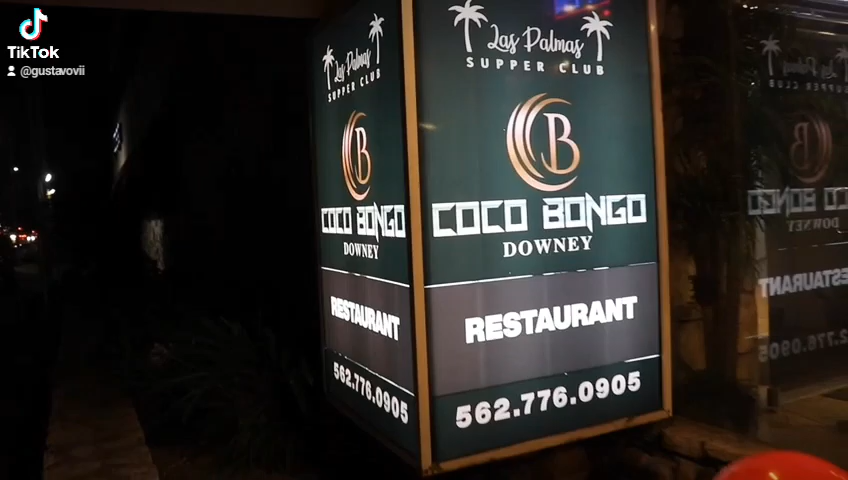 TikTok
@gustavovii
Las Palmas
SUPPER CLUB
CB
COCO BONGO
DOWNEY
RESTAURANT
562.776.0905
Las Palmas
SUPPER CLUB
CB
COCO BONGO
DOWNEY
RESTAURANT
562.776.0905